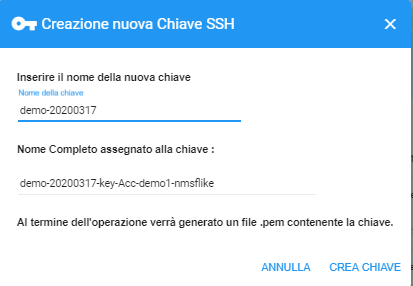 Creazione nuova Chiave SSH
Inserire il nome della nuova chiave
Nome della chiave
demo-20200317
Nome Completo assegnato alla chiave :
demo-20200317-key-Acc-demo1-nmsflike
Al termine dell'operazione verrà generato un file .pem contenente la chiave.
ANNULLA CREA CHIAVE